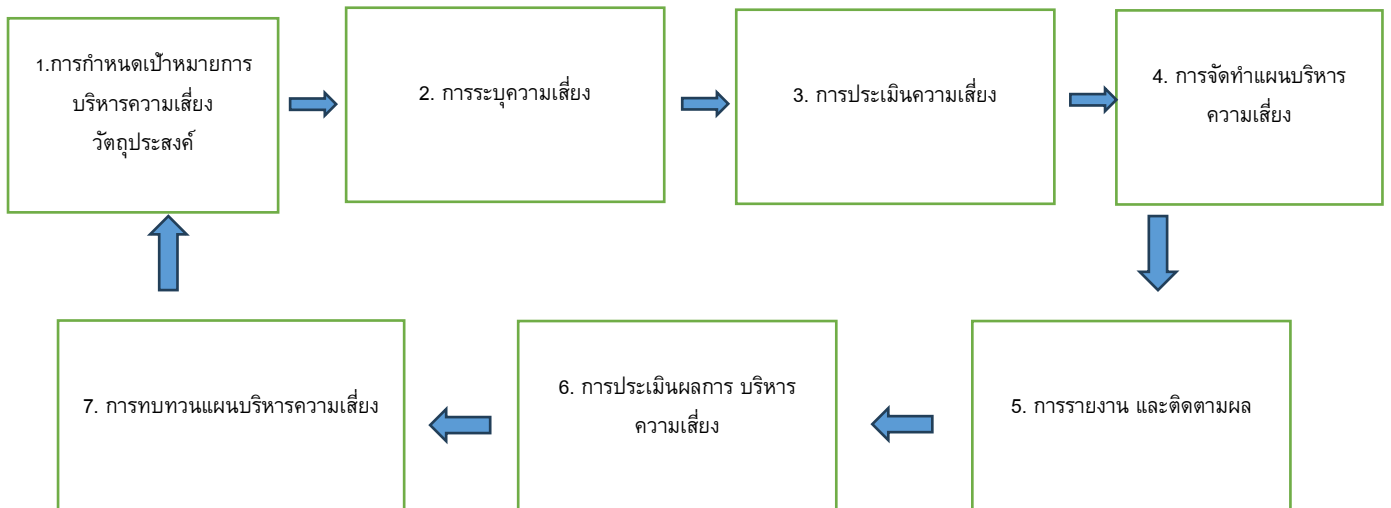 1.การกำหนดเป้าหมายการ
บริหารความเสี่ยง
วัตถุประสงค์
2. การระบุความเสี่ยง
3. การประเมินความเสี่ยง
4. การจัดทำแผนบริหาร
ความเสี่ยง
5. การรายงาน และติดตามผล
6. การประเมินผลการ บริหาร
ความเสี่ยง
7. การทบทวนแผนบริหารความเสี่ยง